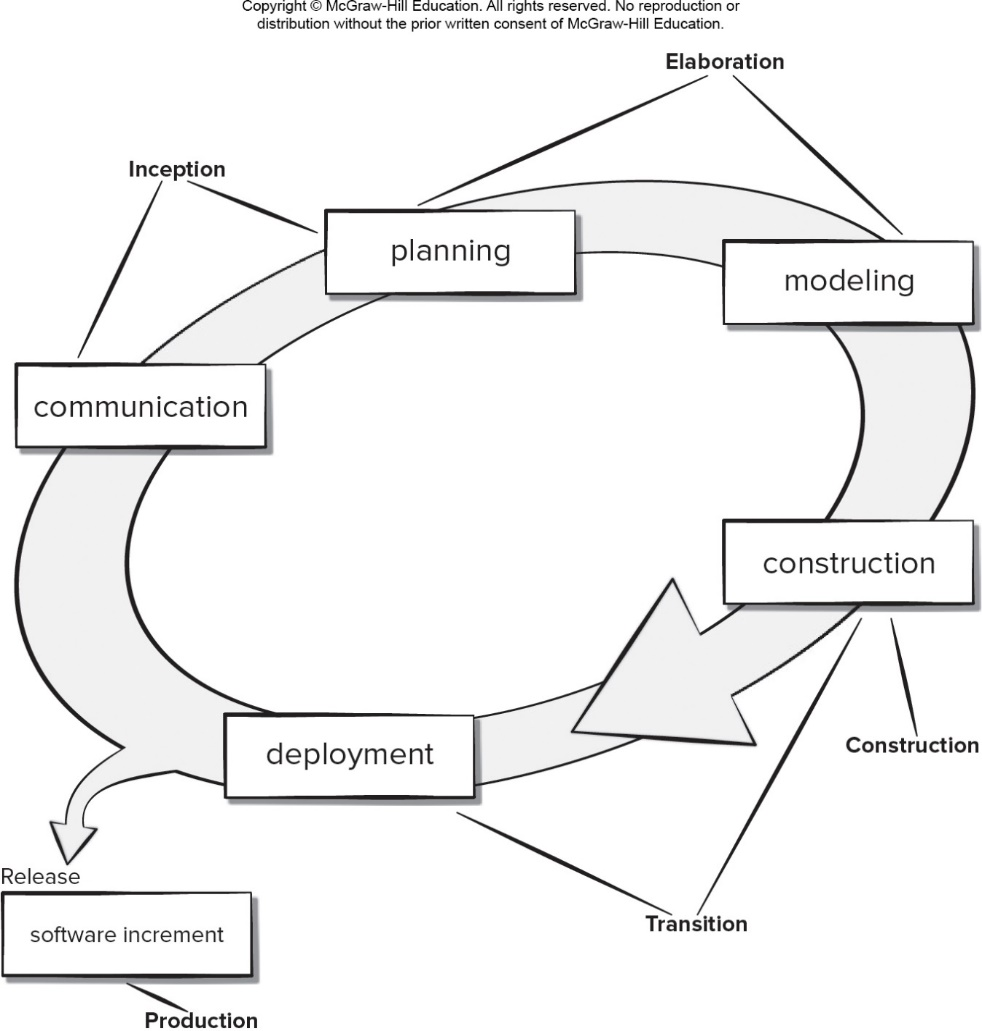 Copyright © McGraw-Hill Education. All rights reserved. No reproduction or
distribution without the prior written consent of McGraw-Hill Education.
Elaboration
Inception
planning
modeling
communication
construction
deployment
Construction
Release
software increment
Transition
Production